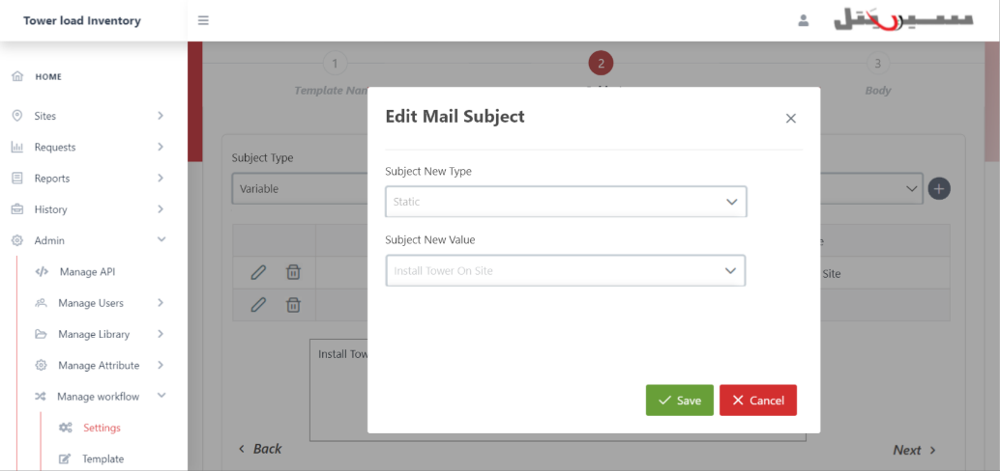 Tower load Inventory
سيريتل
HOME
Sites
Requests
Reports
History
Admin
Manage API
Manage Users
Manage Library
Manage Attribute
Manage workflow
Settings
Template
1
2
3
Body
Subject Type
Variable
Site
Install Tow
Back
Next
Edit Mail Subject
Subject New Type
Static
Subject New Value
Install Tower On Site
Save
Cancel